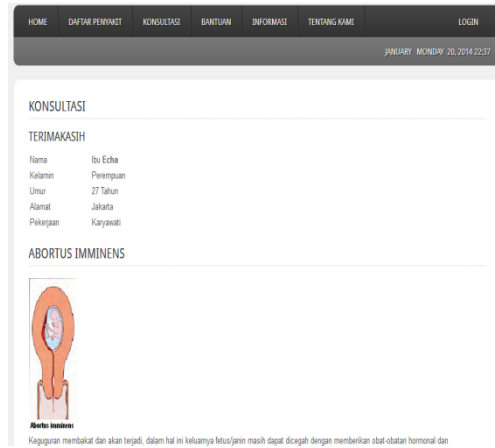 HOME DAFTAR PENYAKIT KONSULTASI BANTUAN INFORMASI TENTANG KAMI LOGIN
JANUARY MONDAY 20, 2014 22:37
KONSULTASI
TERIMAKASIH
Nama Ibu Echa
Kelamin Perempuan
Umur 27 Tahun
Alamat Jakarta
Pekerjaan Karyawati
ABORTUS IMMINENS
Abortus imminens
Keguguran membakat dan akan terjadi, dalam hal ini keluarnya fetus/janin masih dapat dicegah dengan memberikan obat-obatan hormonal dan